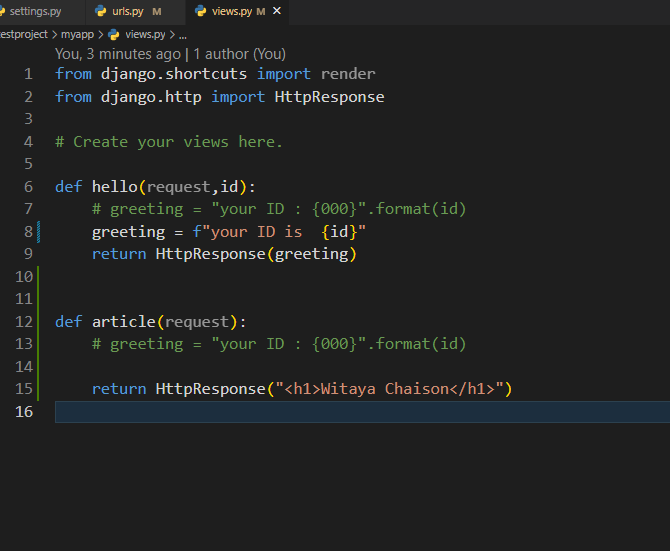 settings.py urls.py M views.py M ×
estproject > myapp > views.py > ...
You, 3 minutes ago | 1 author (You)
1 from django.shortcuts import render
2 from django.http import HttpResponse
3
4 # Create your views here.
5
6 def hello(request,id):
7 # greeting = "your ID : {000}".format(id)
8 greeting = f"your ID is  {id}"
9 return HttpResponse(greeting)
10
11
12 def article(request):
13 # greeting = "your ID : {000}".format(id)
14
15 return HttpResponse("<h1>Witaya Chaison</h1>")
16